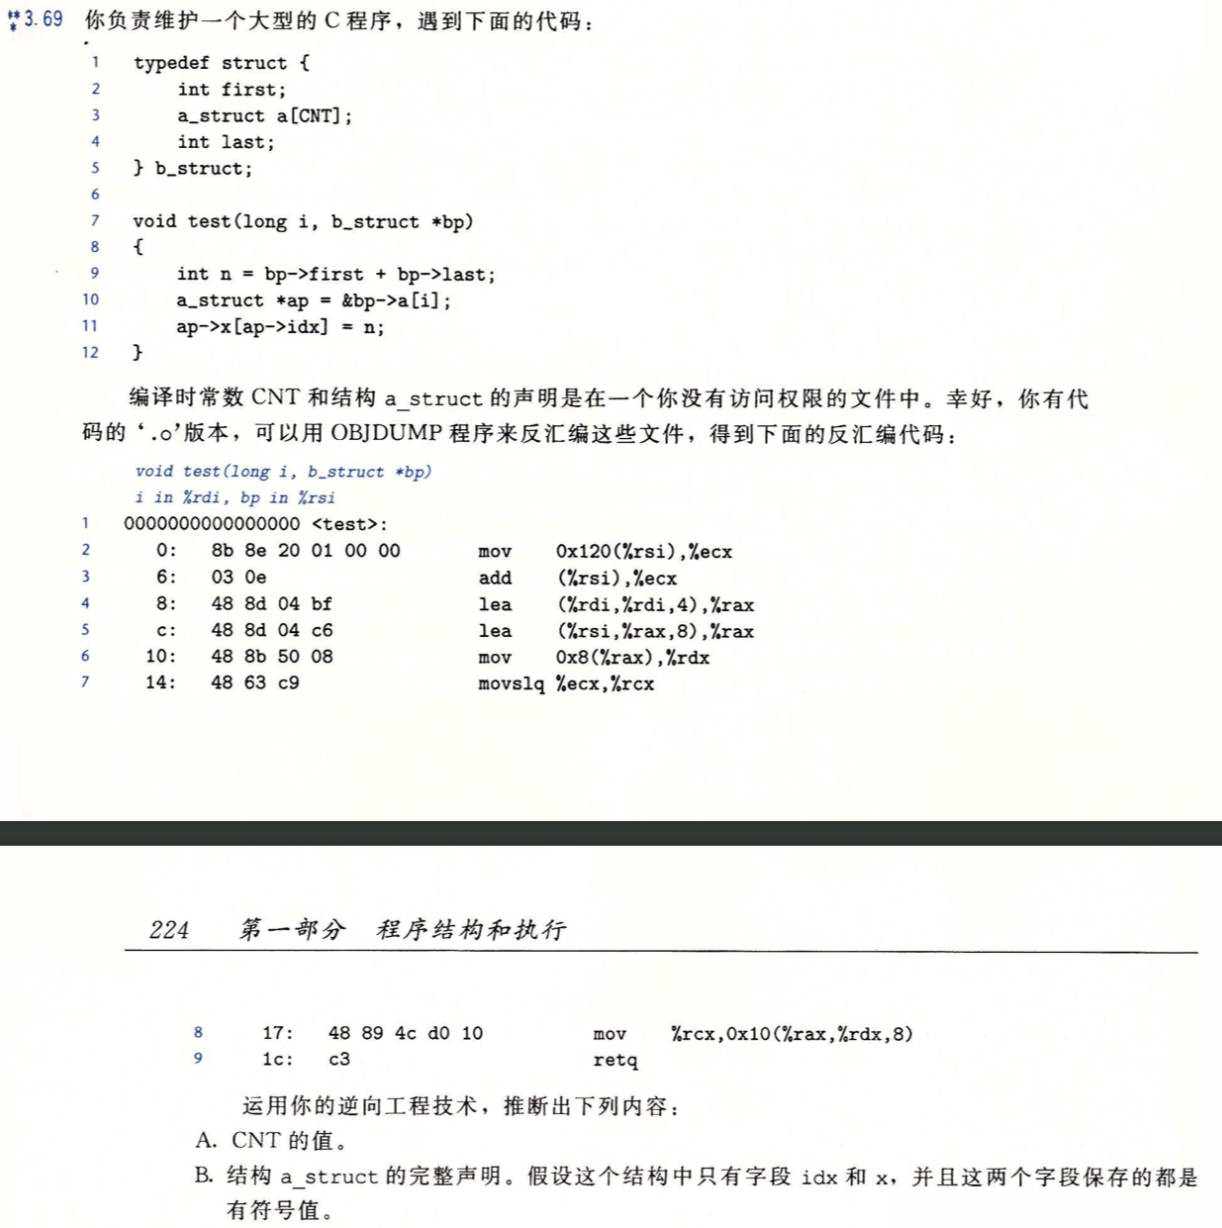 3.69 你负责维护一个大型的 C 程序，遇到下面的代码：
1 typedef struct {
2 int first;
3 a_struct a[CNT];
4 int last;
5 } b_struct;
6
7 void test(long i, b_struct *bp)
8 {
9 int n = bp->first + bp->last;
10 a_struct *ap = &bp->a[i];
11 ap->x[ap->idx] = n;
12 }
编译时常数 CNT 和结构 a_struct 的声明是在一个你没有访问权限的文件中。幸好，你有代
码的‘.o’版本，可以用 OBJDUMP 程序来反汇编这些文件，得到下面的反汇编代码：
void test(long i, b_struct *bp)
i in %rdi, bp in %rsi
1 0000000000000000 <test>:
2 0: 8b 8e 20 01 00 00 mov 0x120(%rsi),%ecx
3 6: 03 0e add (%rsi),%ecx
4 8: 48 8d 04 bf lea (%rdi,%rdi,4),%rax
5 c: 48 8d 04 c6 lea (%rsi,%rax,8),%rax
6 10: 48 8b 50 08 mov 0x8(%rax),%rdx
7 14: 48 63 c9 movslq %ecx,%rcx
224 第一部分 程序结构和执行
8 17: 48 89 4c d0 10 mov %rcx,0x10(%rax,%rdx,8)
9 1c: c3 retq
运用你的逆向工程技术，推断出下列内容：
A. CNT 的值。
B. 结构 a_struct 的完整声明。假设这个结构中只有字段 idx 和 x，并且这两个字段保存的都是
有符号值。